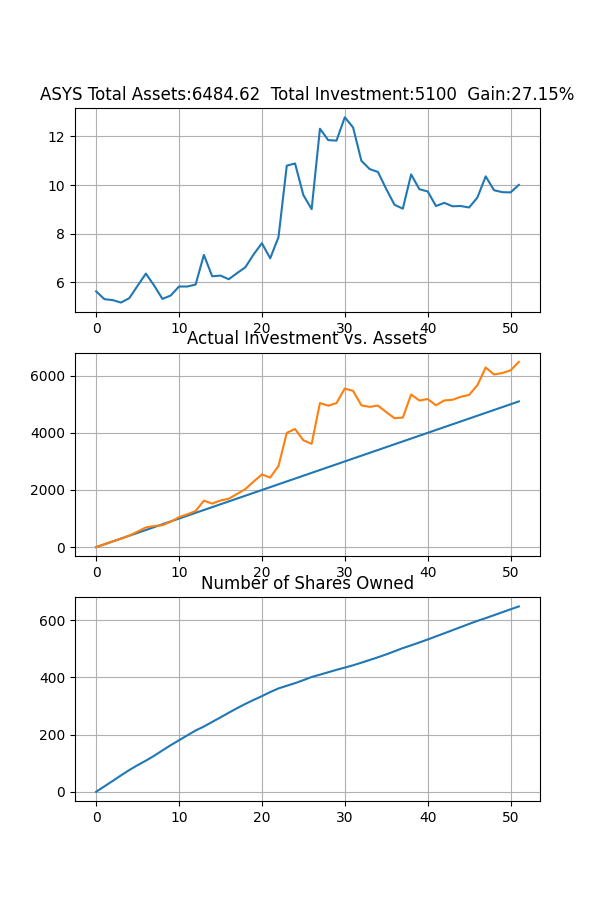 ASYS Total Assets:6484.62  Total Investment:5100  Gain:27.15%
12
10
8
6
0 10 20 30 40 50
Actual Investment vs. Assets
6000
4000
2000
0
0 10 20 30 40 50
Number of Shares Owned
600
400
200
0
0 10 20 30 40 50